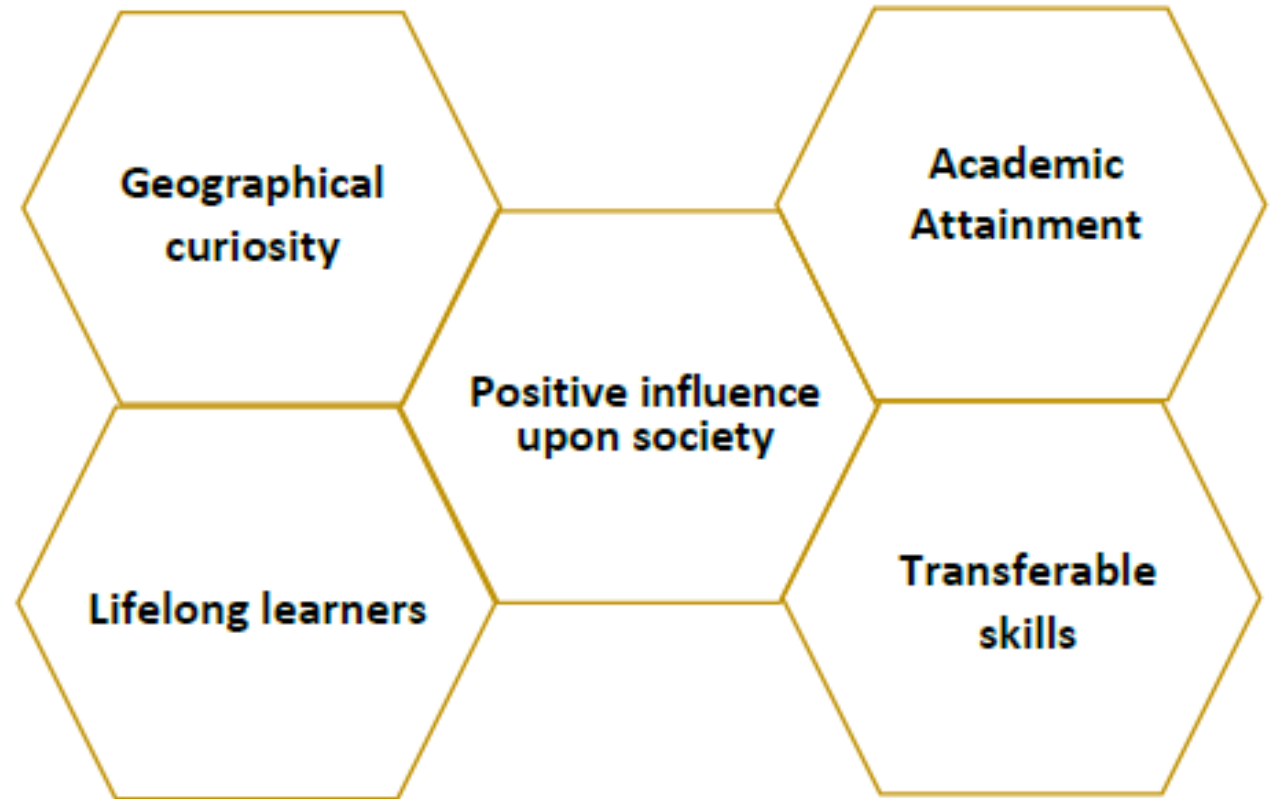 Geographical
curiosity
Academic
Attainment
Positive influence
upon society
Lifelong learners
Transferable
skills